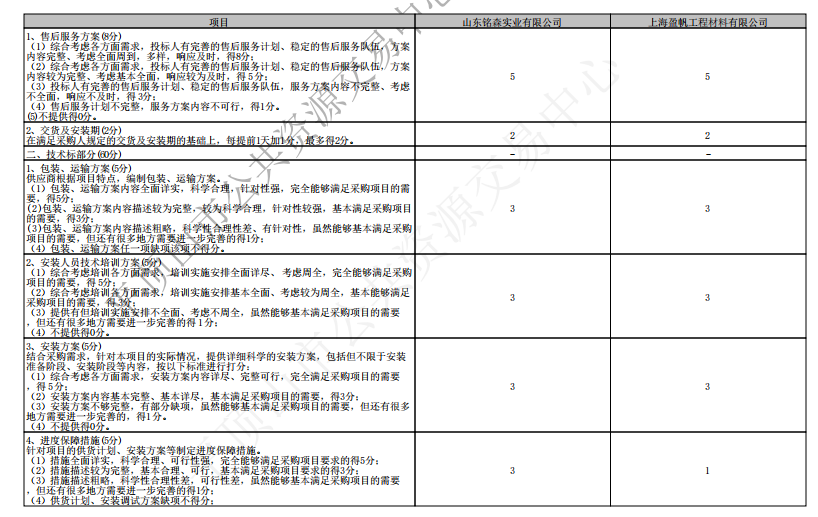 项目 山东铭森实业有限公司 上海盈帆工程材料有限公司
1、售后服务方案(8分)
（1）综合考虑各方面需求，投标人有完善的售后服务计划、稳定的售后服务队伍，方案
内容完整、考虑全面周到，多样，响应及时，得8分；
（2）综合考虑各方面需求，投标人有完善的售后服务计划、稳定的售后服务队伍，方案
内容较为完整、考虑基本全面，响应较为及时，得 5分；
（3）投标人有完善的售后服务计划、稳定的售后服务队伍，服务方案内容不完整、考虑
不全面，响应不及时，得 3分；
（4）售后服务计划不完整，服务方案内容不可行，得1分。
(5)不提供得0分。
5 5
2、交货及安装期(2分)
在满足采购人规定的交货及安装期的基础上，每提前1天加1分，最多得2分。
2 2
二、技术标部分(60分)
- -
1、包装、运输方案(5分)
供应商根据项目特点，编制包装、运输方案。
（1）包装、运输方案内容全面详实，科学合理，针对性强，完全能够满足采购项目的需
要，得5分；
(2)包装、运输方案内容描述较为完整，较为科学合理，针对性较强，基本满足采购项目
的需要，得3分；
(3)包装、运输方案内容描述粗略，科学性合理性差、有针对性，虽然能够基本满足采购
项目的需要，但还有很多地方需要进一步完善的得1分；
（4）包装、运输方案任一项缺项该项不得分。
3 3
2、安装人员技术培训方案(5分)
（1）综合考虑培训各方面需求，培训实施安排全面详尽、 考虑周全，完全能够满足采购
项目的需要，得 5分；
（2）综合考虑培训各方面需求，培训实施安排基本全面、考虑较为周全，基本能够满足
采购项目的需要，得 3分；
（3）提供有但培训实施安排不全面、考虑不周全，虽然能够基本满足采购项目的需要
，但还有很多地方需要进一步完善的得 1 分；
（4）不提供得0分。
3 3
3、安装方案(5分)
结合采购需求，针对本项目的实际情况，提供详细科学的安装方案，包括但不限于安装
准备阶段、安装阶段等内容，按以下标准进行打分：
（1）综合考虑各方面需求，安装方案内容详尽、完整可行，完全满足采购项目的需要
，得 5 分；
（2）安装方案内容基本完整、基本详尽，基本满足采购项目的需要，得3分；
（3）安装方案不够完整，有部分缺项，虽然能够基本满足采购项目的需要，但还有很多
地方需要进一步完善的，得1分。
（4）不提供得0分。
3 3
4、进度保障措施(5分)
针对项目的供货计划、安装方案等制定进度保障措施。
（1）措施全面详实，科学合理、可行性强，完全能够满足采购项目要求的得5分；
（2）措施描述较为完整，基本合理、可行，基本满足采购项目要求的得3分；
（3）措施描述粗略，科学性合理性差，可行性差，虽然能够基本满足采购项目的需要
，但还有很多地方需要进一步完善的得1分；
（4）供货计划、安装调试方案缺项不得分；
3 1